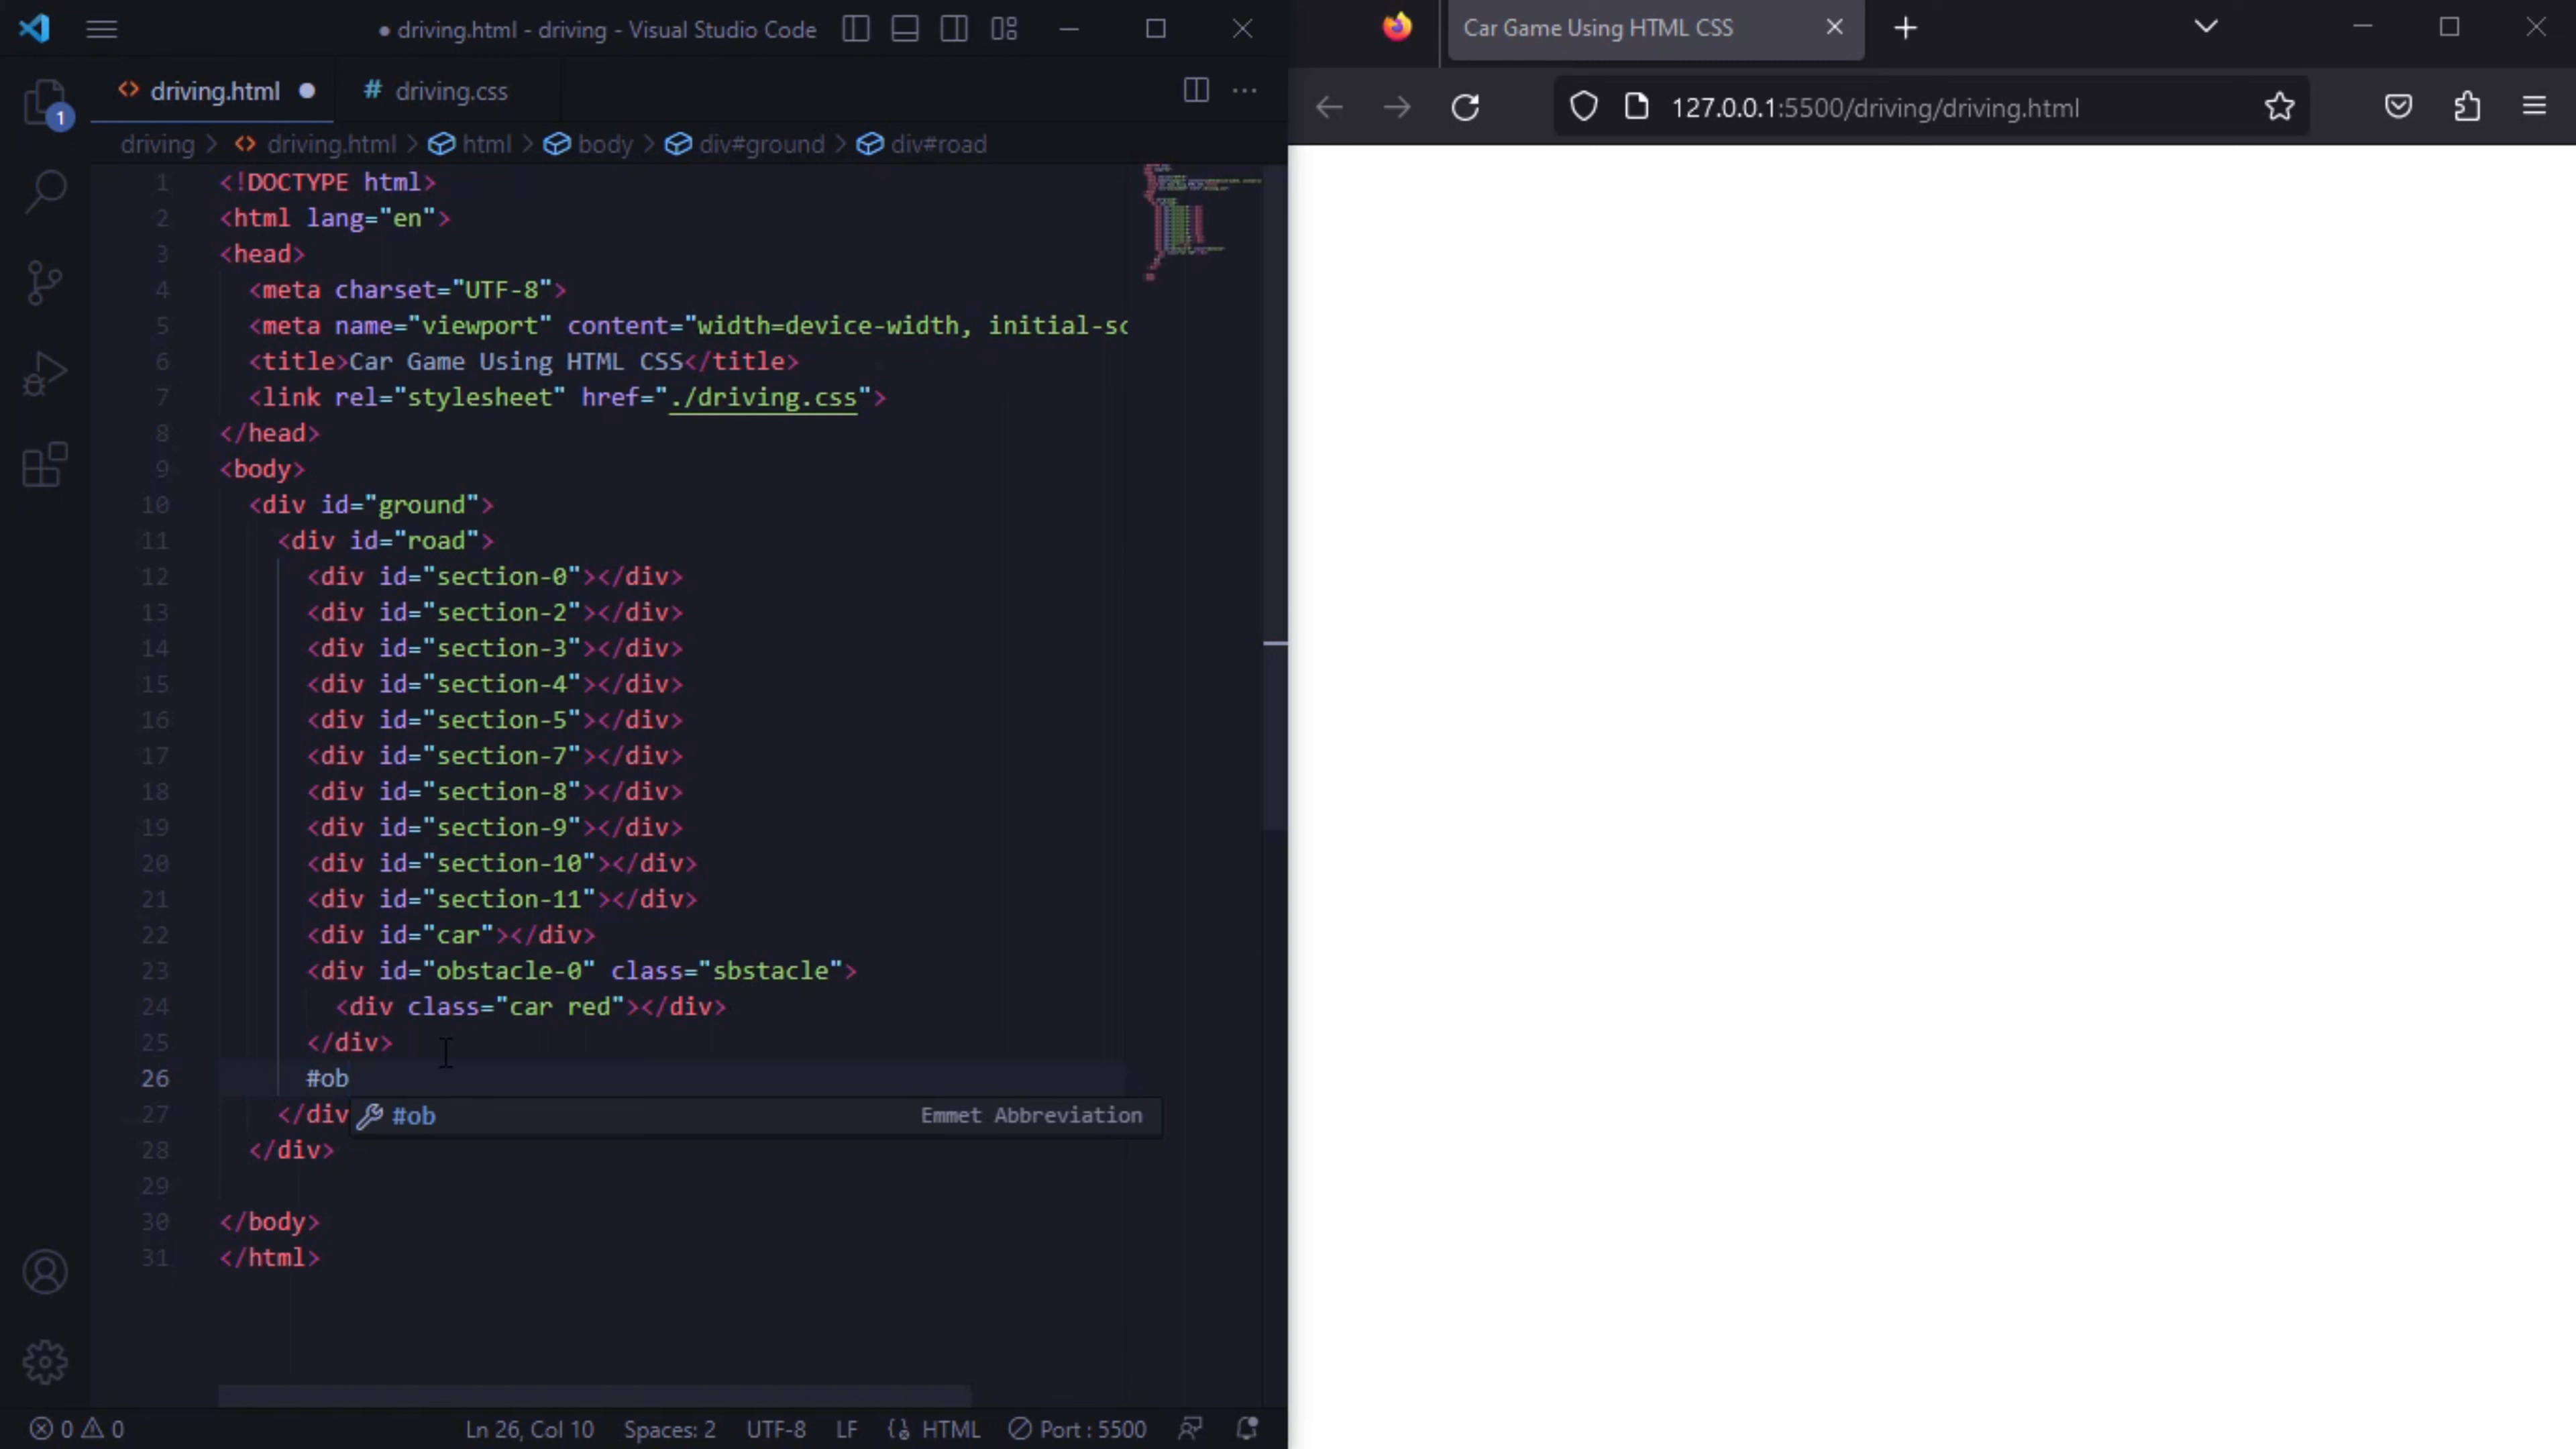 driving.html - driving - Visual Studio Code
driving.html
driving.css
driving > driving.html > html > body > div#ground > div#road
1 <!DOCTYPE html>
2 <html lang="en">
3 <head>
4 <meta charset="UTF-8">
5 <meta name="viewport" content="width=device-width, initial-sc
6 <title>Car Game Using HTML CSS</title>
7 <link rel="stylesheet" href="./driving.css">
8 </head>
9 <body>
10 <div id="ground">
11 <div id="road">
12 <div id="section-0"></div>
13 <div id="section-2"></div>
14 <div id="section-3"></div>
15 <div id="section-4"></div>
16 <div id="section-5"></div>
17 <div id="section-7"></div>
18 <div id="section-8"></div>
19 <div id="section-9"></div>
20 <div id="section-10"></div>
21 <div id="section-11"></div>
22 <div id="car"></div>
23 <div id="obstacle-0" class="sbstacle">
24 <div class="car red"></div>
25 </div>
26 #ob
27 </div
#ob Emmet Abbreviation
28 </div>
29
30 </body>
31 </html>
1
0 0 Ln 26, Col 10 Spaces: 2 UTF-8 LF {} HTML Port : 5500
Car Game Using HTML CSS
127.0.0.1:5500/driving/driving.html